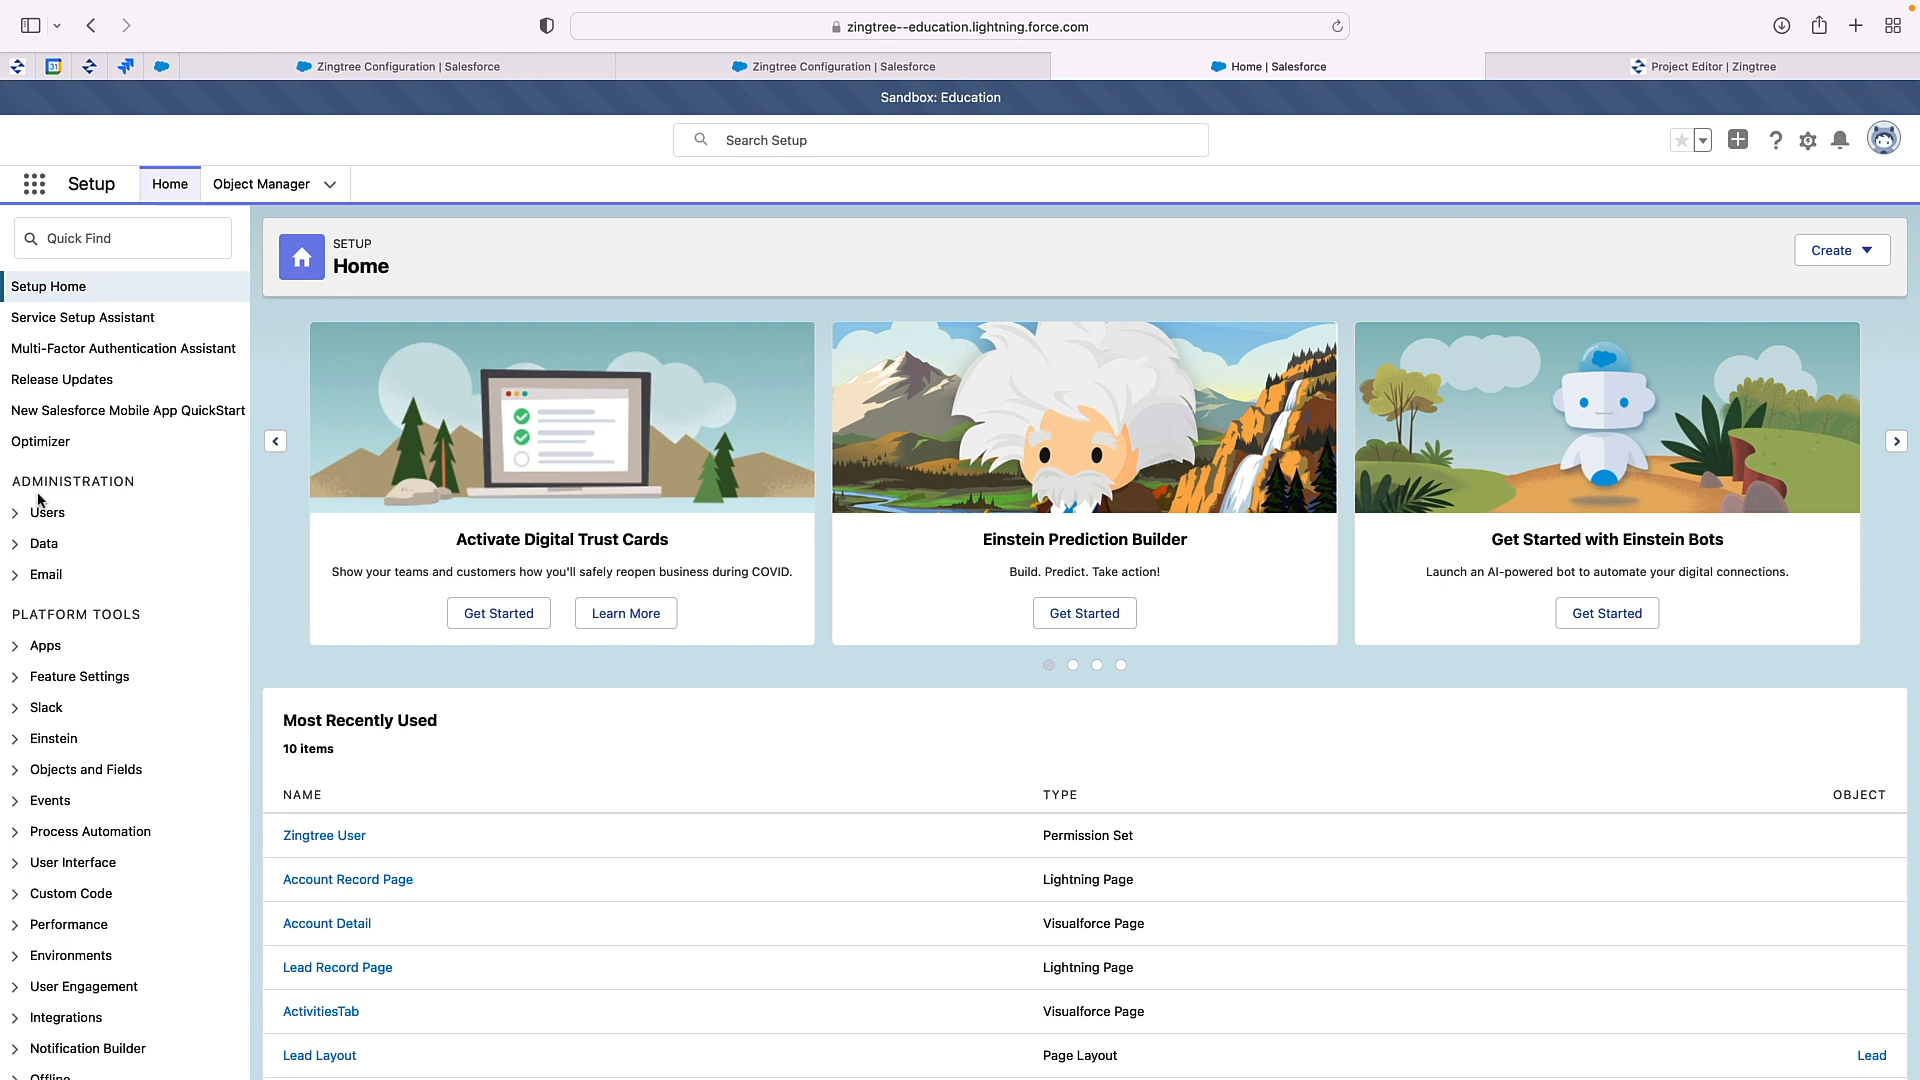 zingtree--education.lightning.force.com
31
Zingtree Configuration | Salesforce
Zingtree Configuration | Salesforce
Home | Salesforce
Project Editor | Zingtree
Sandbox: Education
Search Setup
Setup
Home
Object Manager
Quick Find
Setup Home
Service Setup Assistant
Multi-Factor Authentication Assistant
Release Updates
New Salesforce Mobile App QuickStart
Optimizer
ADMINISTRATION
Users
Data
Email
PLATFORM TOOLS
Apps
Feature Settings
Slack
Einstein
Objects and Fields
Events
Process Automation
User Interface
Custom Code
Performance
Environments
User Engagement
Integrations
Notification Builder
Offline
SETUP
Home
Create
Activate Digital Trust Cards
Show your teams and customers how you'll safely reopen business during COVID.
Get Started
Learn More
Einstein Prediction Builder
Build. Predict. Take action!
Get Started
Get Started with Einstein Bots
Launch an AI-powered bot to automate your digital connections.
Get Started
Most Recently Used
10 items
NAME TYPE OBJECT
Zingtree User Permission Set
Account Record Page Lightning Page
Account Detail Visualforce Page
Lead Record Page Lightning Page
ActivitiesTab Visualforce Page
Lead Layout Page Layout Lead